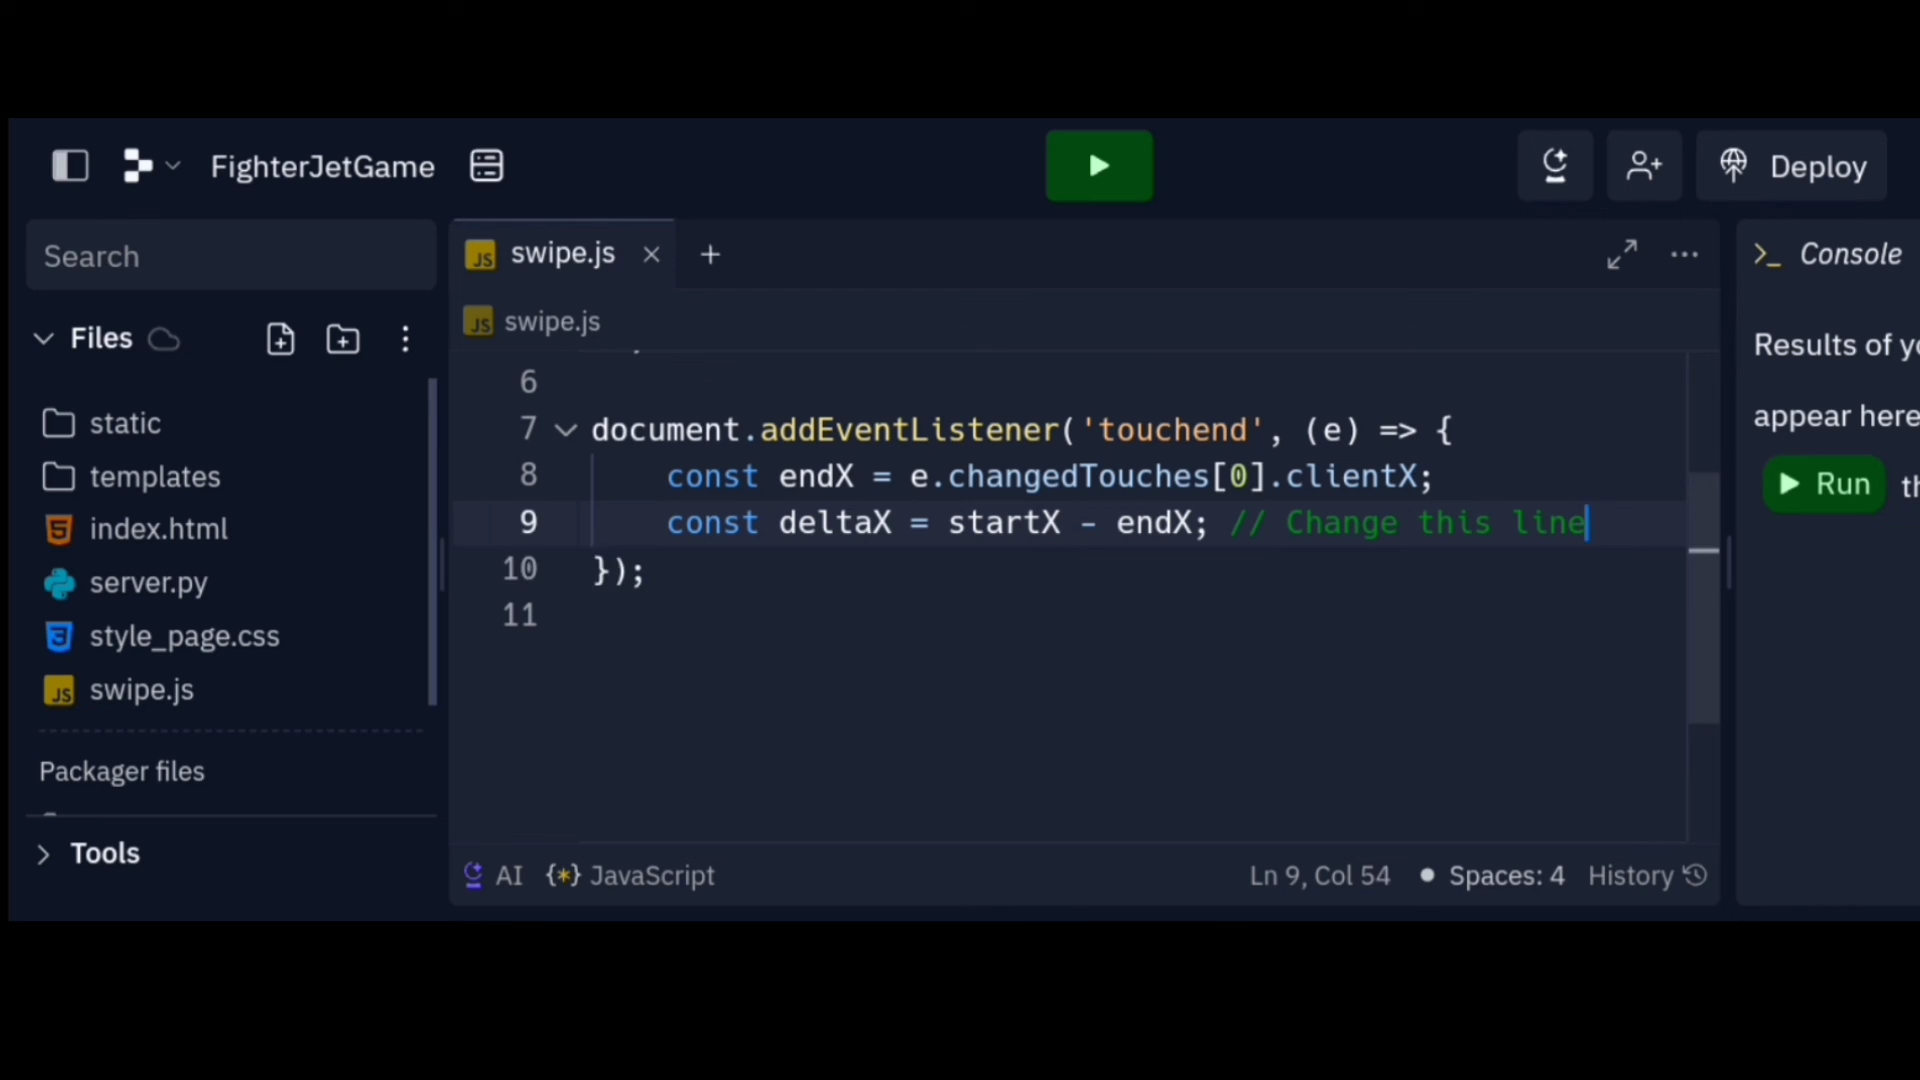 FighterJetGame
Deploy
Search
swipe.js
Console
swipe.js
Files
Results of
appear here
Run
static
templates
index.html
server.py
style_page.css
swipe.js
Packager files
Tools
6
7 document.addEventListener('touchend', (e) => {
8 const endX = e.changedTouches[0].clientX;
9 const deltaX = startX - endX; // Change this line
10 });
11
AI {*} JavaScript
Ln 9, Col 54 Spaces: 4 History